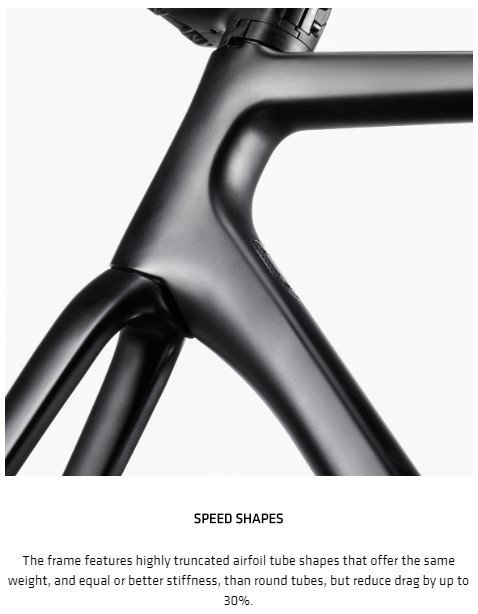 SPEED SHAPES
The frame features highly truncated airfoil tube shapes that offer the same
weight, and equal or better stiffness, than round tubes, but reduce drag by up to
30%.